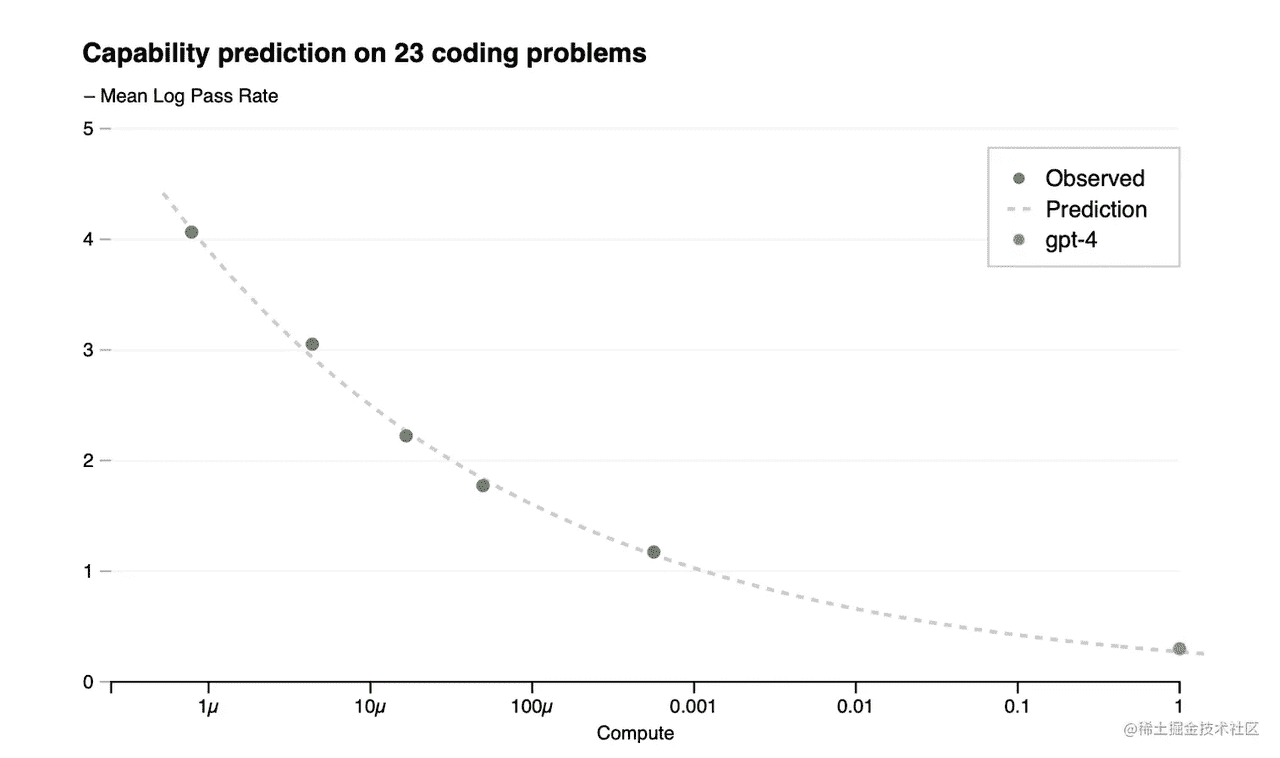 Capability prediction on 23 coding problems
– Mean Log Pass Rate
5
4
3
2
1
0
Observed
Prediction
gpt-4
1µ 10µ 100µ 0.001 0.01 0.1 1
Compute
@稀土掘金技术社区